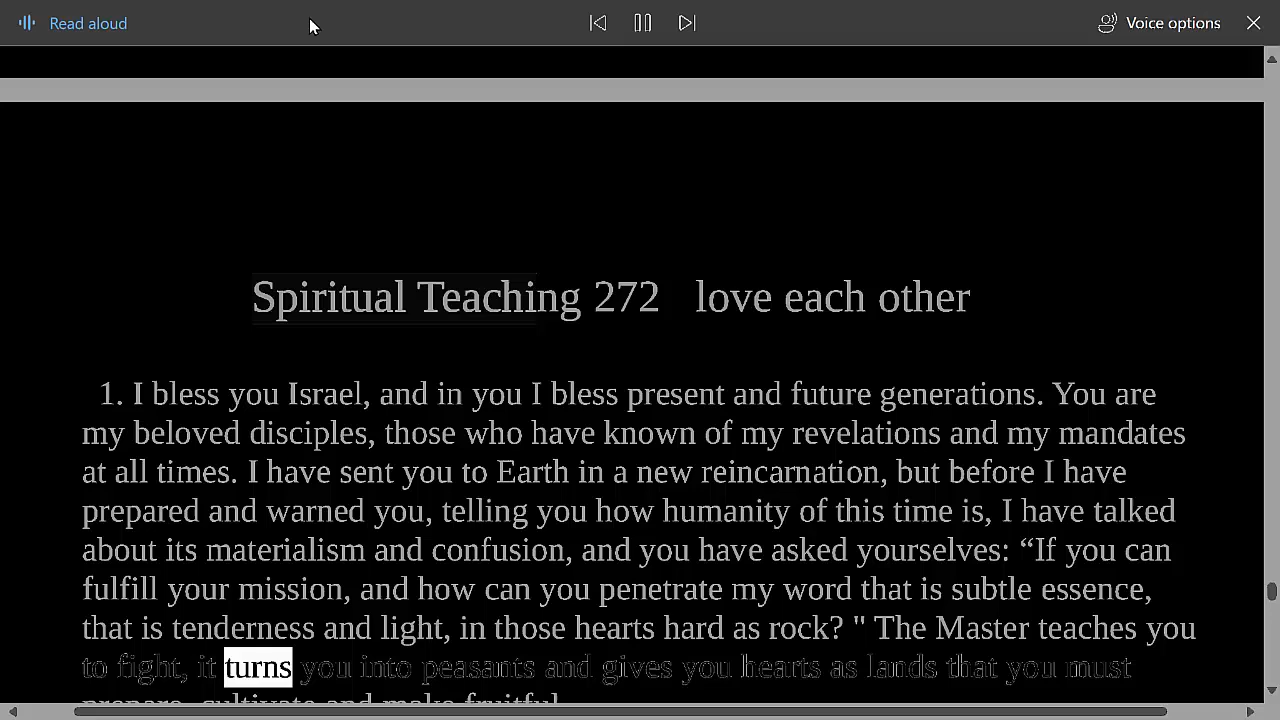 Read aloud
Voice options
Spiritual Teaching 272 love each other
1. I bless you Israel, and in you I bless present and future generations. You are
my beloved disciples, those who have known of my revelations and my mandates
at all times. I have sent you to Earth in a new reincarnation, but before I have
prepared and warned you, telling you how humanity of this time is, I have talked
about its materialism and confusion, and you have asked yourselves: “If you can
fulfill your mission, and how can you penetrate my word that is subtle essence,
that is tenderness and light, in those hearts hard as rock? " The Master teaches you
to fight, it turns you into peasants and gives you hearts as lands that you must
prepare, cultivate and make fruitful.